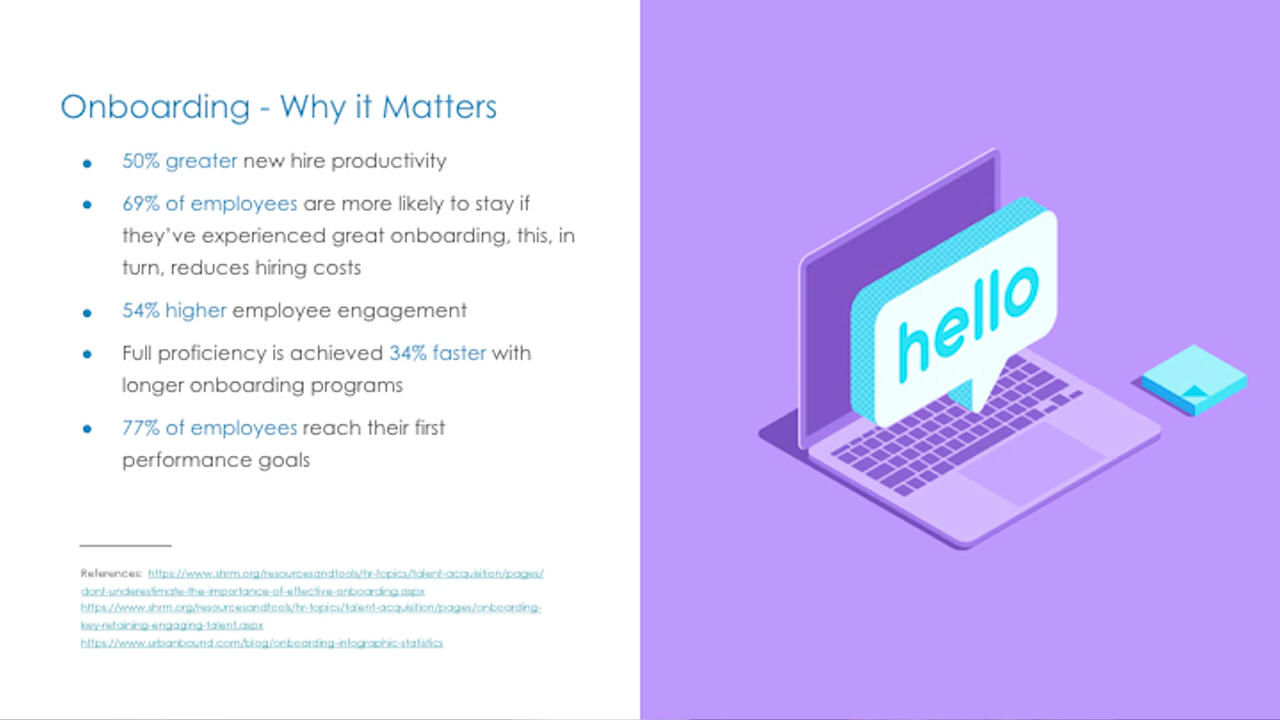 Onboarding - Why it Matters
● 50% greater new hire productivity
● 69% of employees are more likely to stay if
they've experienced great onboarding, this, in
turn, reduces hiring costs
● 54% higher employee engagement
● Full proficiency is achieved 34% faster with
longer onboarding programs
● 77% of employees reach their first
performance goals
hello
References: https://www.shrm.org/resourcesandtools/hr-topics/talent-acquisition/pages/
dont-underestimate-the-importance-of-effective-onboarding.aspx
https://www.shrm.org/resourcesandtools/hr-topics/talent-acquisition/pages/onboarding-
key-retaining-engaging-talent.aspx
https://www.urbanbound.com/blog/onboarding-infographic-statistics